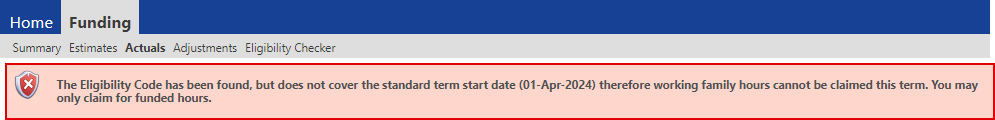 Home Funding
Summary Estimates Actuals Adjustments Eligibility Checker
The Eligibility Code has been found, but does not cover the standard term start date (01-Apr-2024) therefore working family hours cannot be claimed this term. You may
only claim for funded hours.